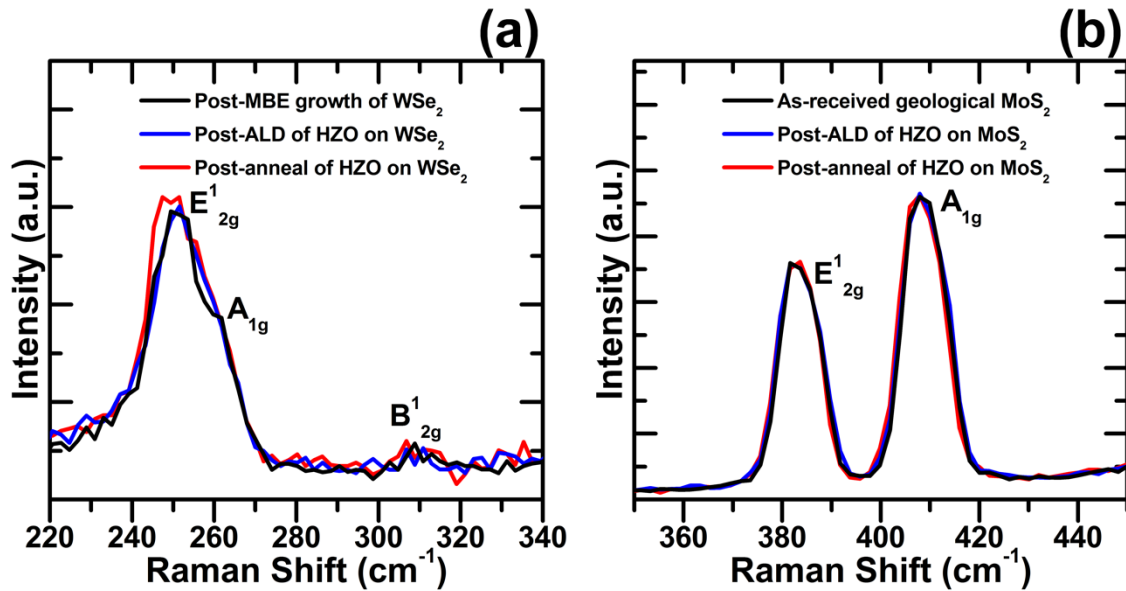 (a)
Post-MBE growth of WSe₂
Post-ALD of HZO on WSe₂
Post-anneal of HZO on WSe₂
E¹₂g
A₁g
B¹₂g
Intensity (a.u.)
220 240 260 280 300 320 340
Raman Shift (cm⁻¹)
(b)
As-received geological MoS₂
Post-ALD of HZO on MoS₂
Post-anneal of HZO on MoS₂
A₁g
E¹₂g
Intensity (a.u.)
360 380 400 420 440
Raman Shift (cm⁻¹)